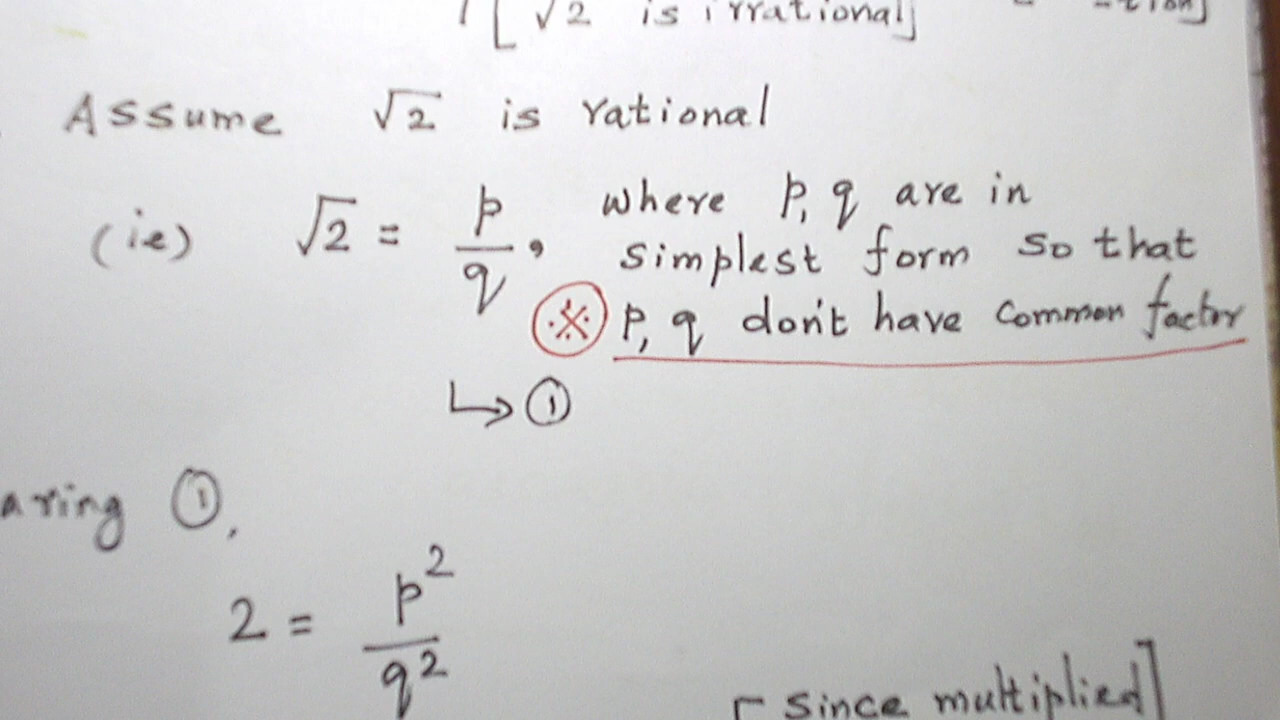 [√2 is irrational]
Assume √2 is rational
(ie) √2 = p/q, where p, q are in
simplest form so that
※ p, q don't have common factor
↳ ①
aring ①,
2 = p²/q²
[since multiplied]